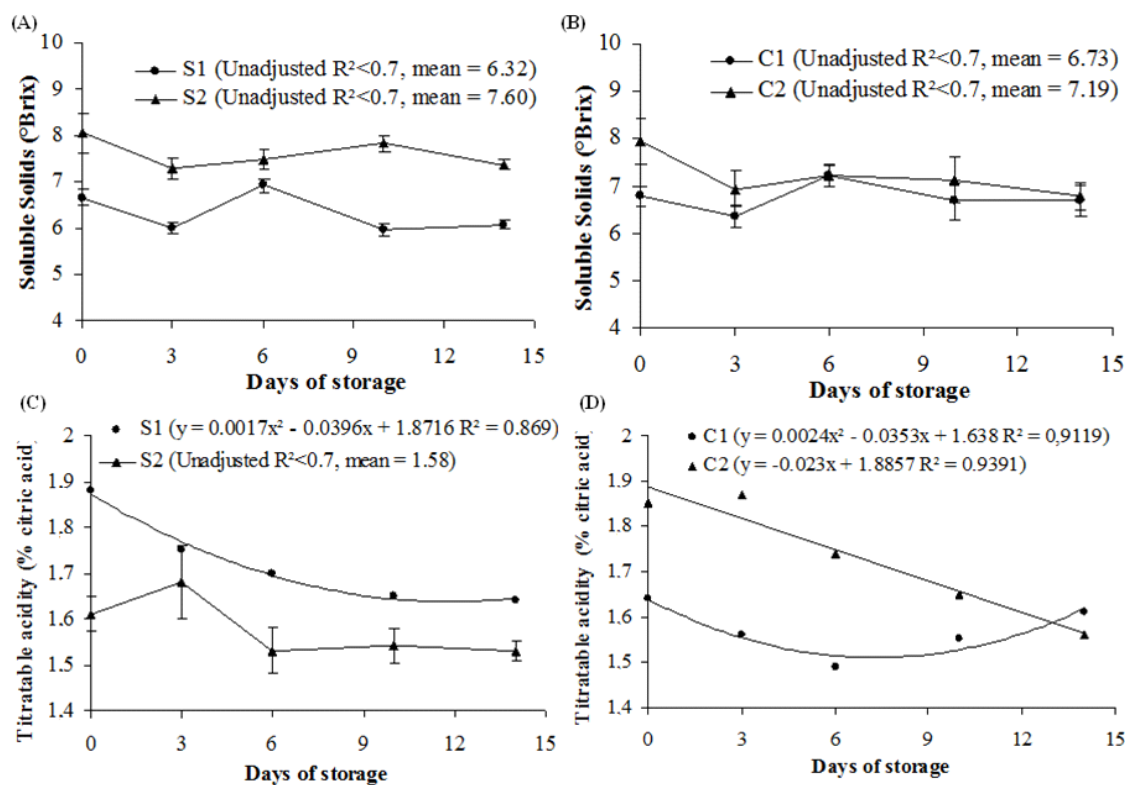 (A)
Soluble Solids (°Brix)
10
9
8
7
6
5
4
S1 (Unadjusted R²<0.7, mean = 6.32)
S2 (Unadjusted R²<0.7, mean = 7.60)
0 3 6 9 12 15
Days of storage
(B)
Soluble Solids (°Brix)
10
9
8
7
6
5
4
C1 (Unadjusted R²<0.7, mean = 6.73)
C2 (Unadjusted R²<0.7, mean = 7.19)
0 3 6 9 12 15
Days of storage
(C)
Titratable acidity (% citric acid)
2
1.9
1.8
1.7
1.6
1.5
1.4
S1 (y = 0.0017x² - 0.0396x + 1.8716 R² = 0.869)
S2 (Unadjusted R²<0.7, mean = 1.58)
0 3 6 9 12 15
Days of storage
(D)
Titratable acidity (% citric acid)
2
1.9
1.8
1.7
1.6
1.5
1.4
C1 (y = 0.0024x² - 0.0353x + 1.638 R² = 0,9119)
C2 (y = -0.023x + 1.8857 R² = 0.9391)
0 3 6 9 12 15
Days of storage